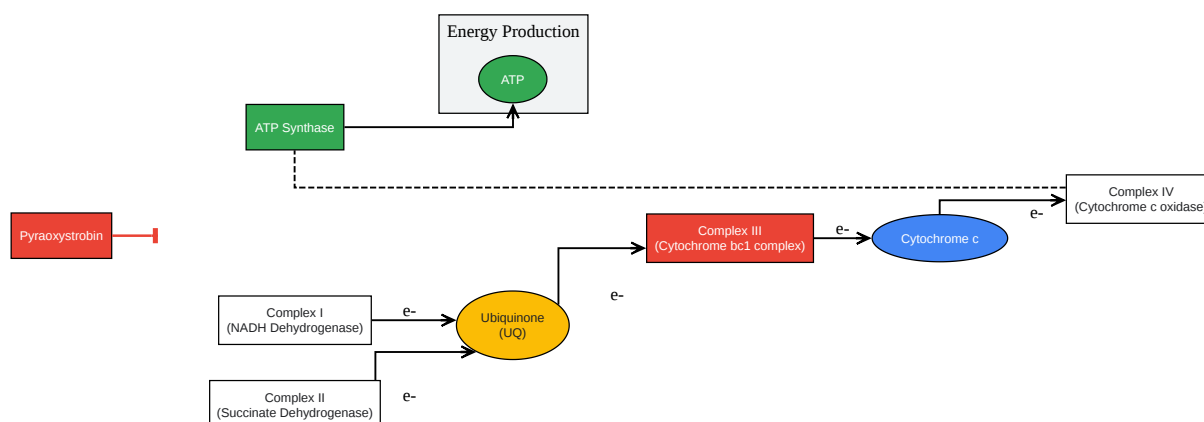 Energy Production
ATP
ATP Synthase
Complex IV
(Cytochrome c oxidase)
e-
Pyraoxystrobin
Complex III
(Cytochrome bc1 complex)
e-
Cytochrome c
e-
Complex I
(NADH Dehydrogenase)
e-
Ubiquinone
(UQ)
Complex II
(Succinate Dehydrogenase)
e-